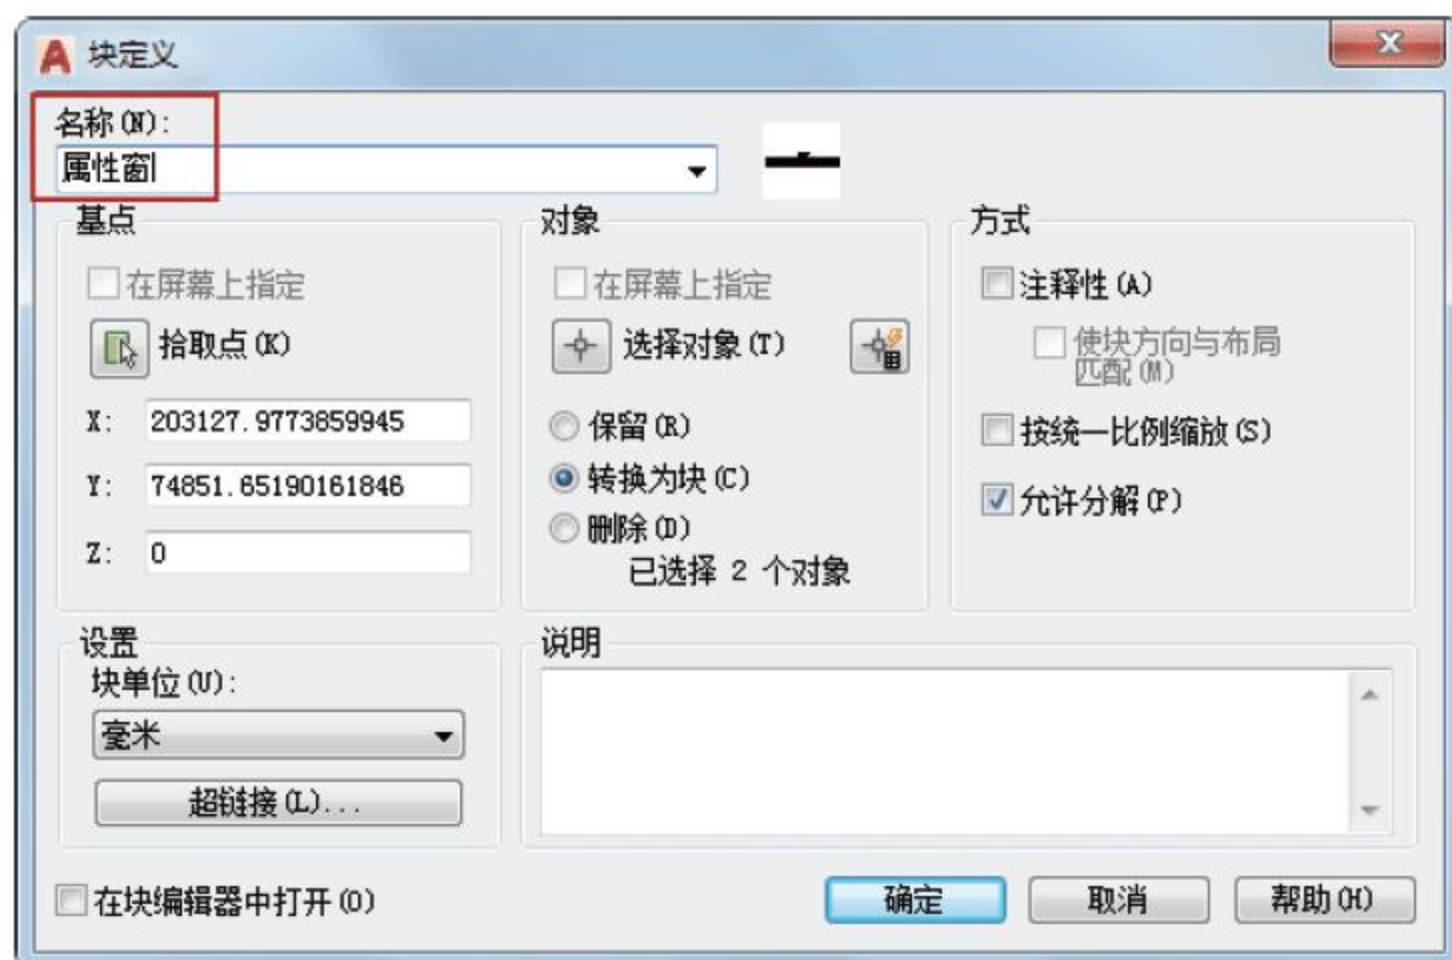 块定义
名称(N):
属性窗
基点
在屏幕上指定
拾取点(K)
X: 203127.9773859945
Y: 74851.65190161846
Z: 0
对象
在屏幕上指定
选择对象(T)
保留(R)
转换为块(C)
删除(D)
已选择 2 个对象
方式
注释性(A)
使块方向与布局
匹配(M)
按统一比例缩放(S)
允许分解(P)
设置
块单位(U):
毫米
超链接(L)...
说明
在块编辑器中打开(O)
确定
取消
帮助(H)